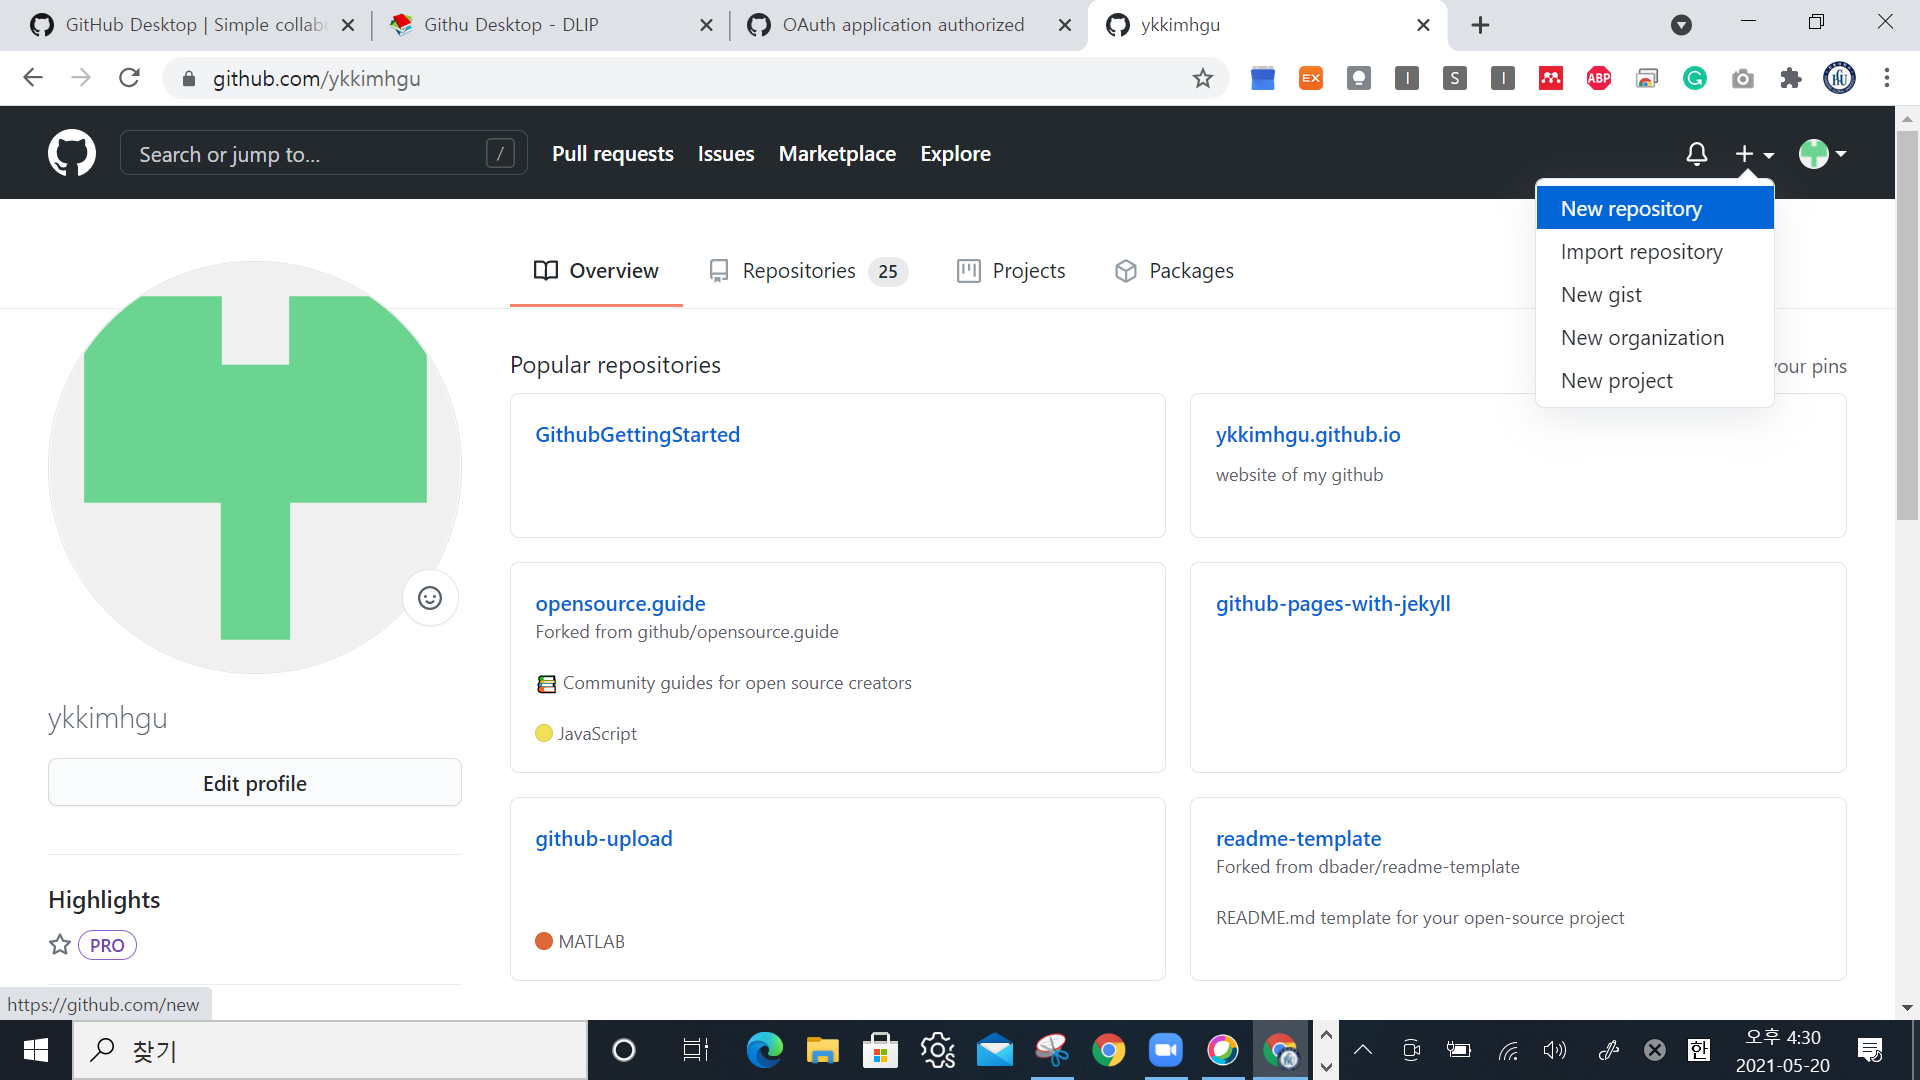 GitHub Desktop | Simple collab
Githu Desktop - DLIP
OAuth application authorized
ykkimhgu
github.com/ykkimhgu
EX
I
S
I
ABP
Search or jump to...
/
Pull requests
Issues
Marketplace
Explore
New repository
Import repository
New gist
New organization
New project
Overview
Repositories 25
Projects
Packages
Popular repositories
your pins
GithubGettingStarted
ykkimhgu.github.io
website of my github
opensource.guide
Forked from github/opensource.guide
Community guides for open source creators
JavaScript
github-pages-with-jekyll
github-upload
MATLAB
readme-template
Forked from dbader/readme-template
README.md template for your open-source project
ykkimhgu
Edit profile
Highlights
PRO
https://github.com/new
찾기
한
오후 4:30
2021-05-20